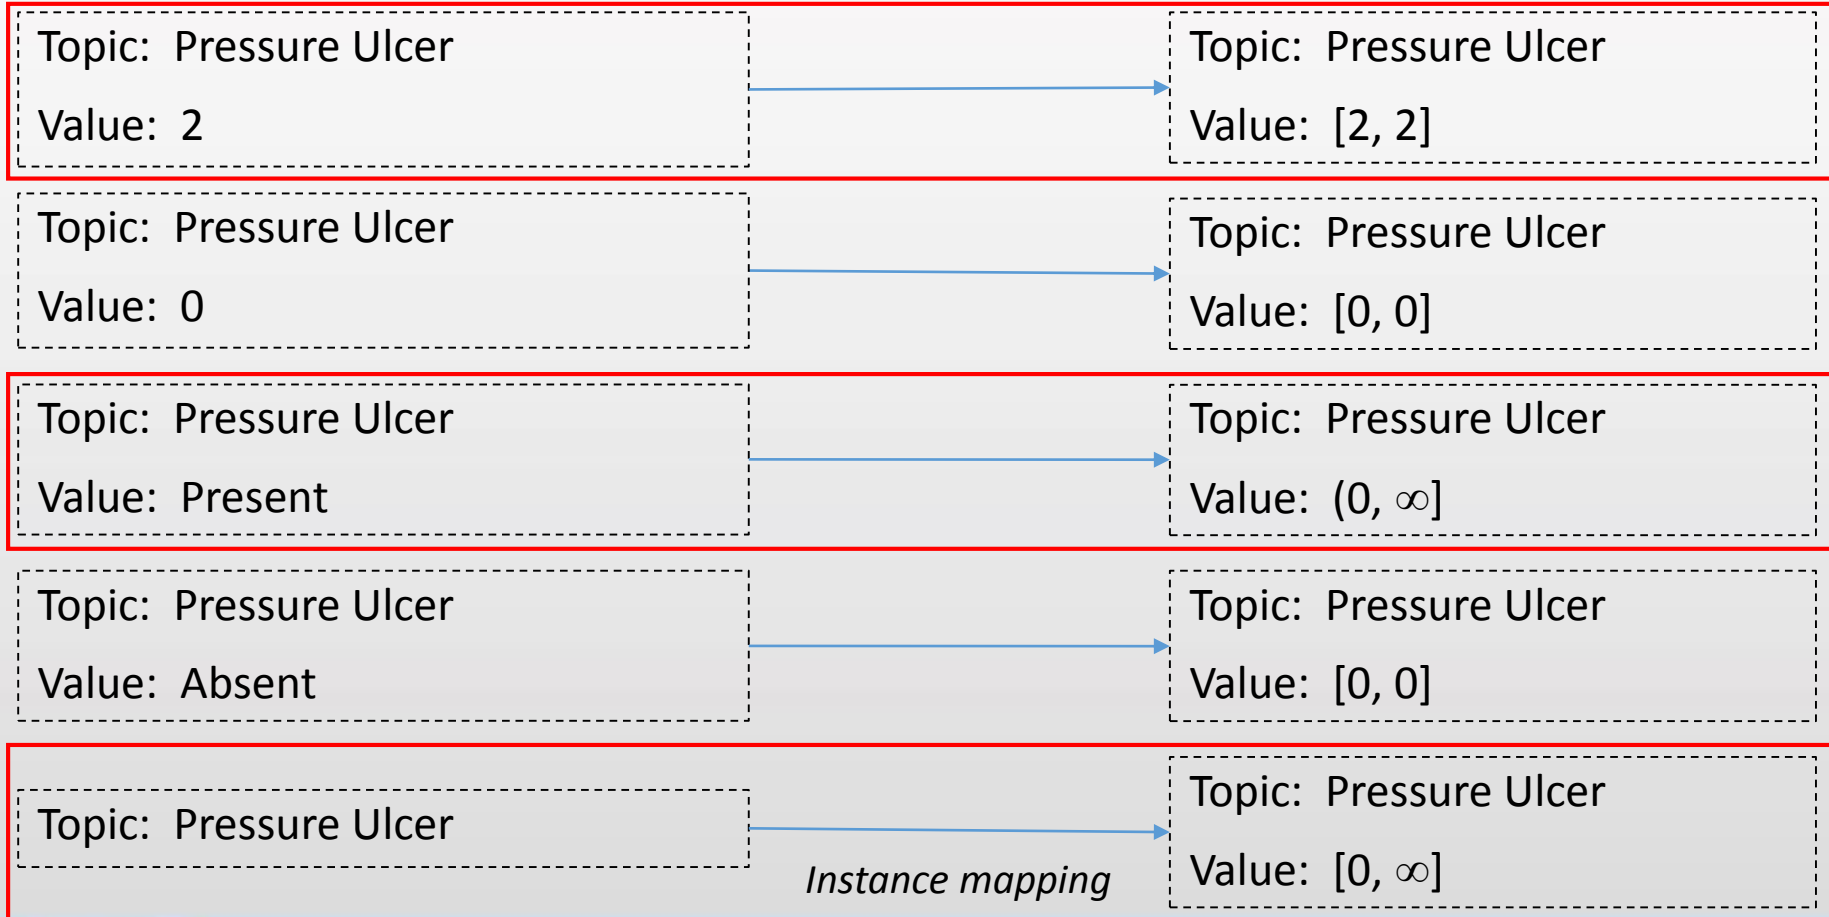 Topic: Pressure Ulcer
Value: 2
Topic: Pressure Ulcer
Value: [2, 2]
Topic: Pressure Ulcer
Value: 0
Topic: Pressure Ulcer
Value: [0, 0]
Topic: Pressure Ulcer
Value: Present
Topic: Pressure Ulcer
Value: (0, ∞]
Topic: Pressure Ulcer
Value: Absent
Topic: Pressure Ulcer
Value: [0, 0]
Topic: Pressure Ulcer
Instance mapping
Topic: Pressure Ulcer
Value: [0, ∞]